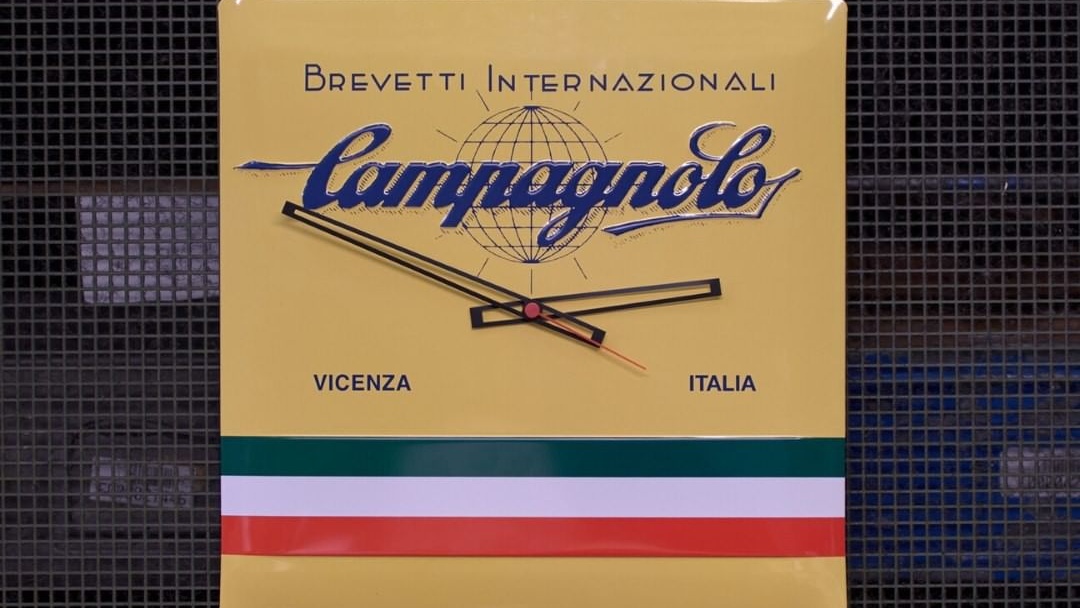 BREVETTI INTERNAZIONALI
Campagnolo
VICENZA
ITALIA